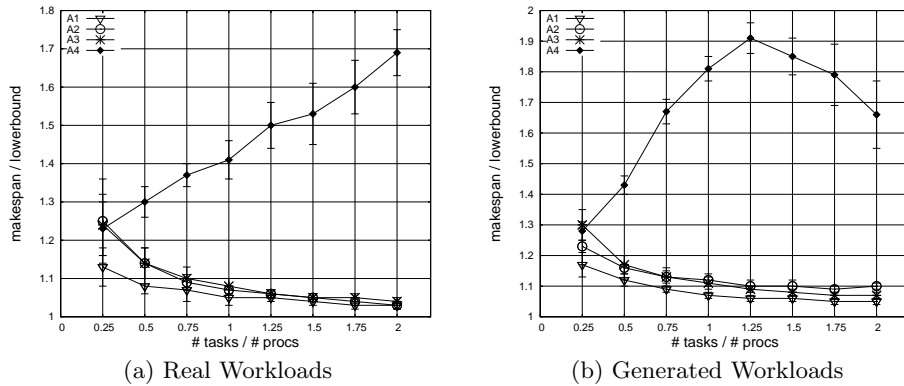 1.8
1.7
1.6
1.5
1.4
1.3
1.2
1.1
1
makespan / lowerbound
A1
A2
A3
A4
0 0.25 0.5 0.75 1 1.25 1.5 1.75 2
# tasks / # procs
(a) Real Workloads
2
1.9
1.8
1.7
1.6
1.5
1.4
1.3
1.2
1.1
1
makespan / lowerbound
A1
A2
A3
A4
0 0.25 0.5 0.75 1 1.25 1.5 1.75 2
# tasks / # procs
(b) Generated Workloads